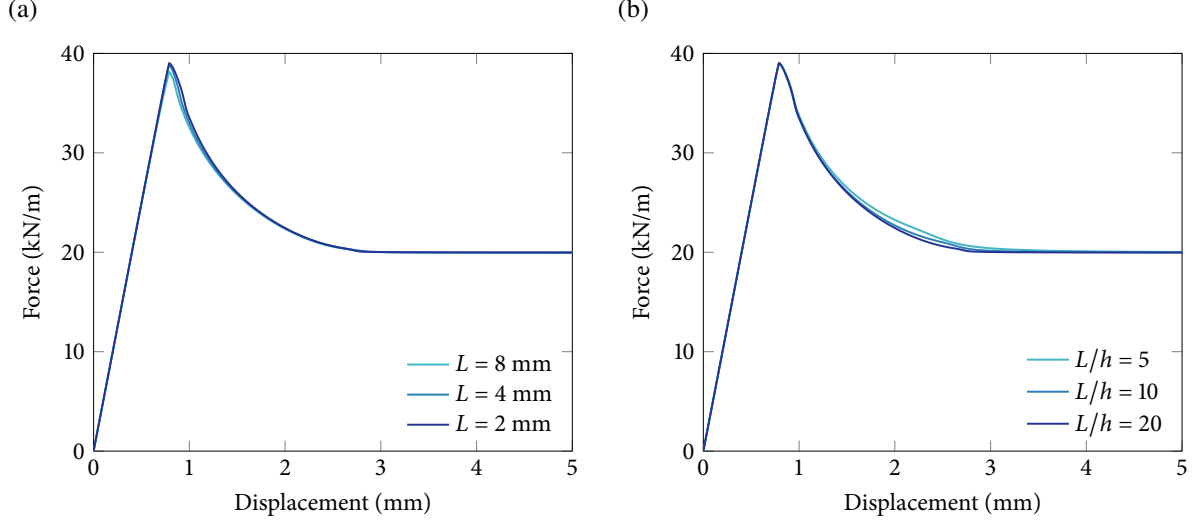 (a)
40
30
20
10
0
Force (kN/m)
0 1 2 3 4 5
Displacement (mm)
L = 8 mm
L = 4 mm
L = 2 mm
(b)
40
30
20
10
0
Force (kN/m)
0 1 2 3 4 5
Displacement (mm)
L/h = 5
L/h = 10
L/h = 20